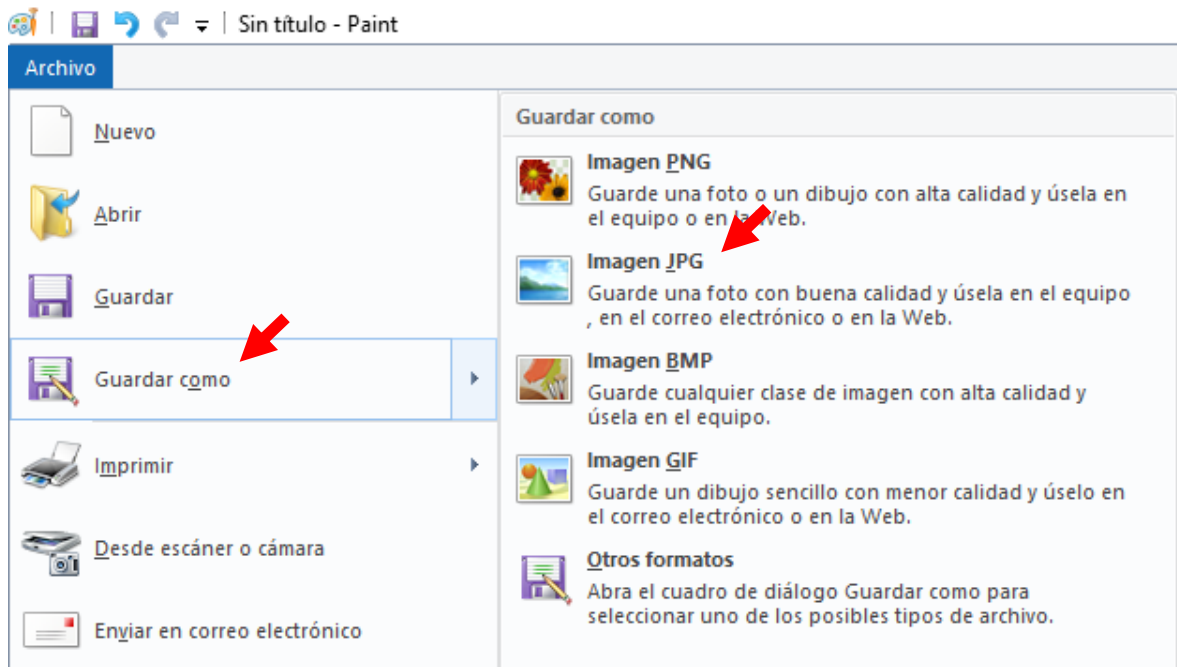 Sin título - Paint
Archivo
Nuevo
Abrir
Guardar
Guardar como
Imprimir
Desde escáner o cámara
Enviar en correo electrónico
Guardar como
Imagen PNG
Guarde una foto o un dibujo con alta calidad y úsela en
el equipo o en la Web.
Imagen JPG
Guarde una foto con buena calidad y úsela en el equipo
, en el correo electrónico o en la Web.
Imagen BMP
Guarde cualquier clase de imagen con alta calidad y
úsela en el equipo.
Imagen GIF
Guarde un dibujo sencillo con menor calidad y úselo en
el correo electrónico o en la Web.
Otros formatos
Abra el cuadro de diálogo Guardar como para
seleccionar uno de los posibles tipos de archivo.